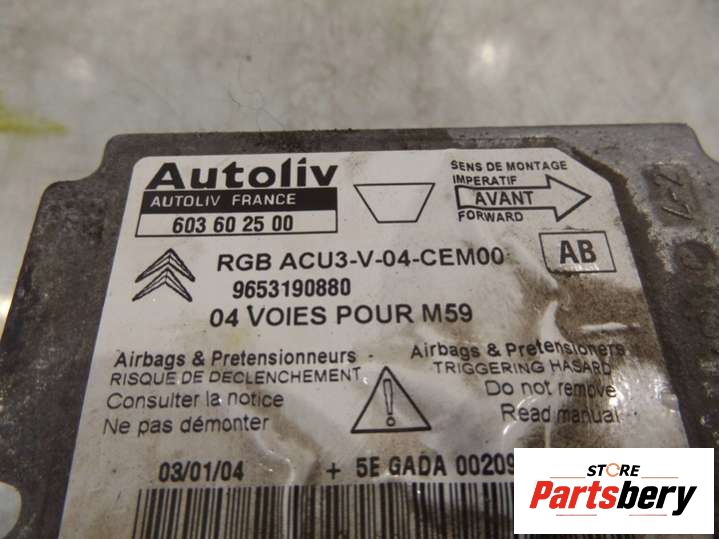 Autoliv
AUTOLIV FRANCE
603 60 25 00
SENS DE MONTAGE
IMPERATIF
AVANT
FORWARD
RGB ACU3-V-04-CEM00
AB
9653190880
04 VOIES POUR M59
Airbags & Pretensionneurs
RISQUE DE DECLENCHEMENT
Consulter la notice
Ne pas démonter
Airbags & Pretensioners
TRIGGERING HASARD
Do not remove
Read manual
03/01/04 + 5E GADA 00209
STORE
Partsbery